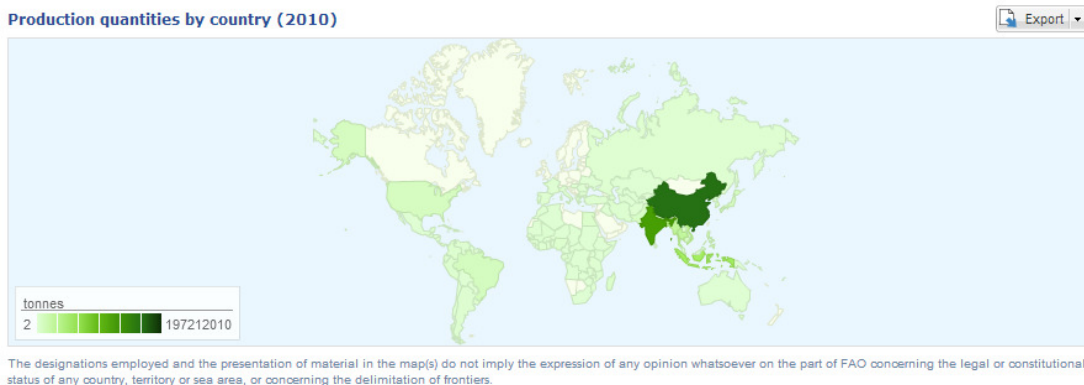 Production quantities by country (2010)
Export
tonnes
2 197212010
The designations employed and the presentation of material in the map(s) do not imply the expression of any opinion whatsoever on the part of FAO concerning the legal or constitutional
status of any country, territory or sea area, or concerning the delimitation of frontiers.